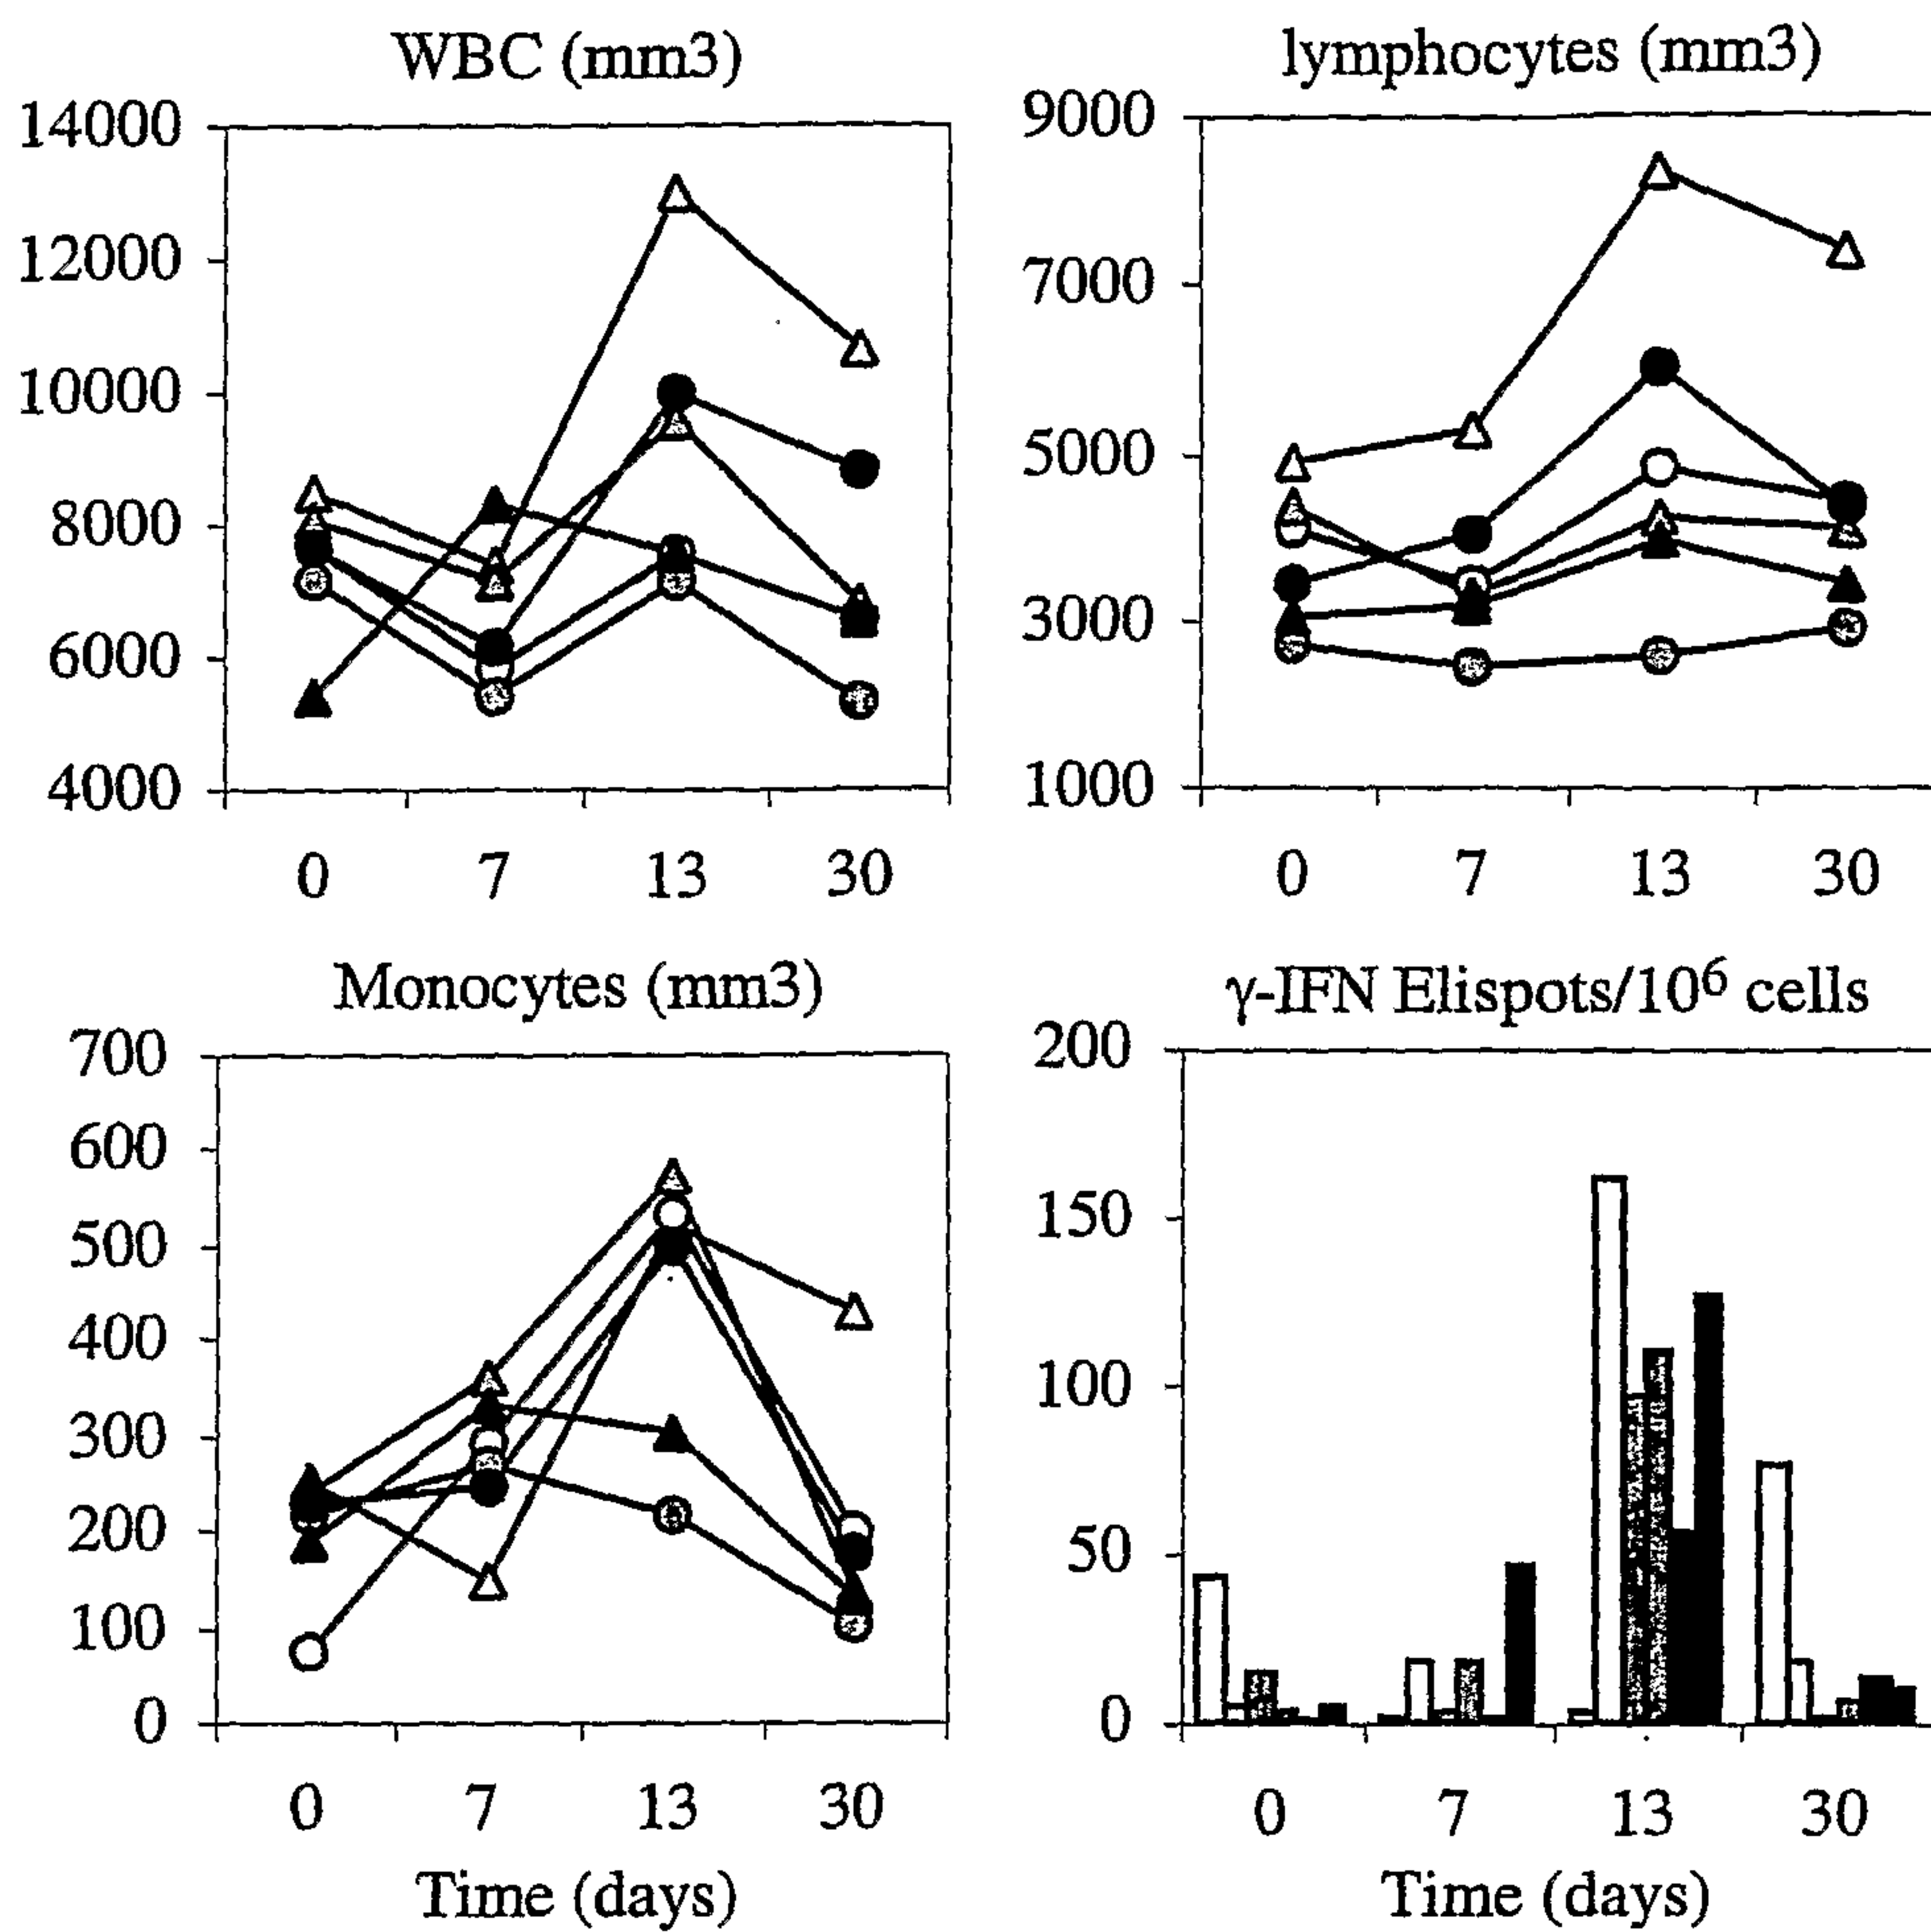 WBC (mm3)
14000
12000
10000
8000
6000
4000
0 7 13 30
lymphocytes (mm3)
9000
7000
5000
3000
1000
0 7 13 30
Monocytes (mm3)
700
600
500
400
300
200
100
0
0 7 13 30
Time (days)
γ-IFN Elispots/10⁶ cells
200
150
100
50
0
0 7 13 30
Time (days)